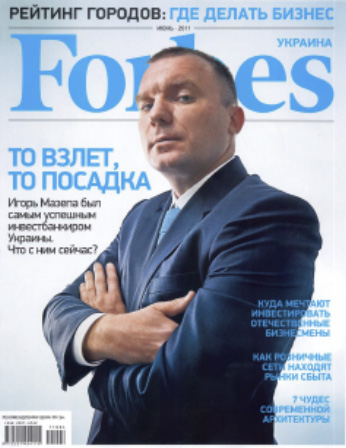 РЕЙТИНГ ГОРОДОВ: ГДЕ ДЕЛАТЬ БИЗНЕС
ИЮНЬ - 2011
УКРАИНА
Forbes
ТО ВЗЛЕТ,
ТО ПОСАДКА
Игорь Мазепа был
самым успешным
инвестбанкиром
Украины.
Что с ним сейчас?
КУДА МЕЧТАЮТ
ИНВЕСТИРОВАТЬ
ОТЕЧЕСТВЕННЫЕ
БИЗНЕСМЕНЫ
КАК РОЗНИЧНЫЕ
СЕТИ НАХОДЯТ
РЫНКИ СБЫТА
7 ЧУДЕС
СОВРЕМЕННОЙ
АРХИТЕКТУРЫ